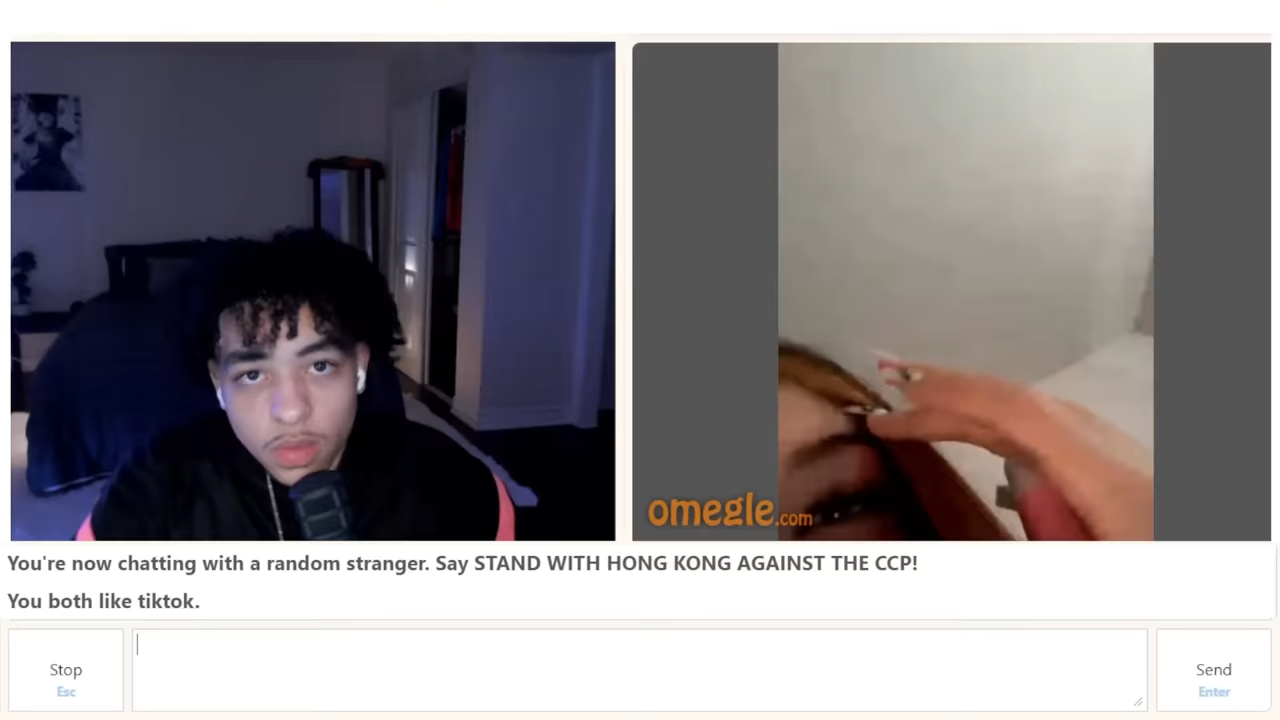 omegle.com
You're now chatting with a random stranger. Say STAND WITH HONG KONG AGAINST THE CCP!
You both like tiktok.
Stop
Esc
Send
Enter